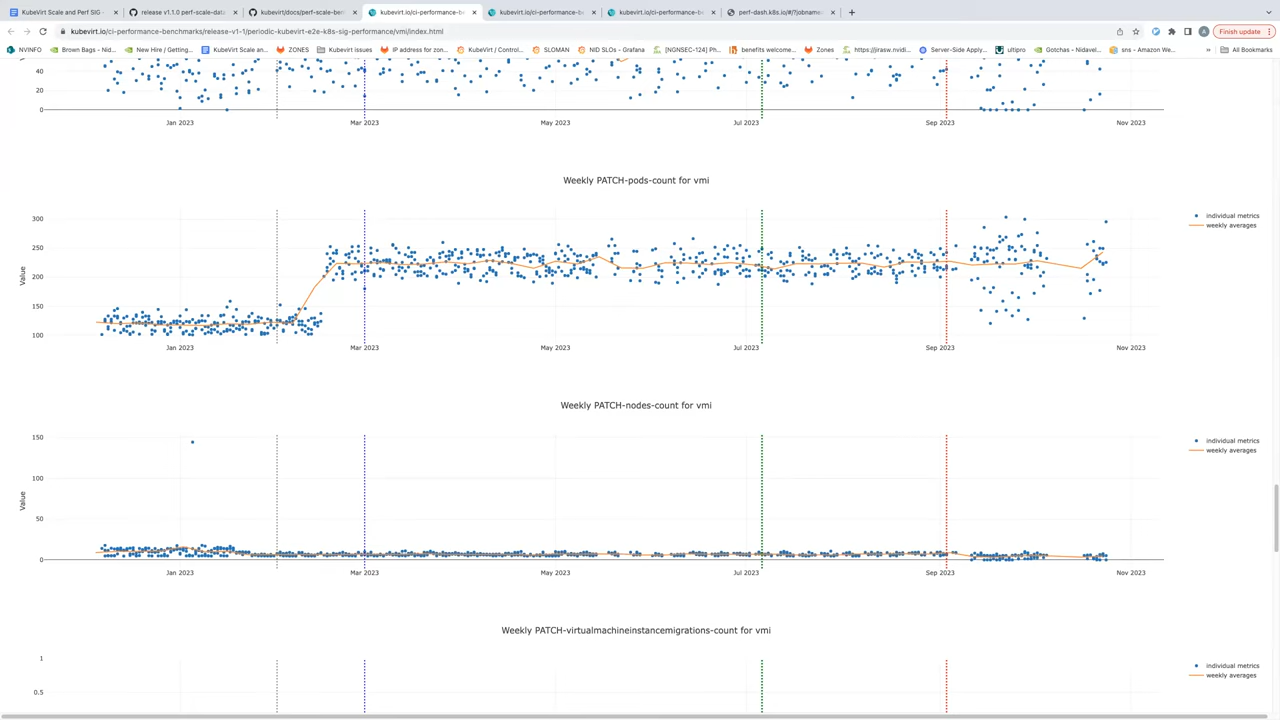 KubeVirt Scale and Perf SIG -
release v1.1.0 perf-scale-data
kubevirt/docs/perf-scale-ben
kubevirt.io/ci-performance-b
kubevirt.io/ci-performance-b
kubevirt.io/ci-performance-b
perf-dash.k8s.io/#/?jobname
kubevirt.io/ci-performance-benchmarks/release-v1-1/periodic-kubevirt-e2e-k8s-sig-performance/vmi/index.html
A
Finish update
NVINFO
Brown Bags - Nid...
New Hire / Getting...
KubeVirt Scale and...
ZONES
Kubevirt issues
IP address for zon...
KubeVirt / Control...
SLOMAN
NID SLOs - Grafana
[NGNSEC-124] Ph...
benefits welcome...
Zones
https://jirasw.nvidi...
Server-Side Apply...
ultipro
Gotchas - Nidavel...
sns - Amazon We...
»
All Bookmarks
40
20
0
Jan 2023
Mar 2023
May 2023
Jul 2023
Sep 2023
Nov 2023
Weekly PATCH-pods-count for vmi
300
250
200
150
100
Value
individual metrics
weekly averages
Jan 2023
Mar 2023
May 2023
Jul 2023
Sep 2023
Nov 2023
Weekly PATCH-nodes-count for vmi
150
100
50
0
Value
individual metrics
weekly averages
Jan 2023
Mar 2023
May 2023
Jul 2023
Sep 2023
Nov 2023
Weekly PATCH-virtualmachineinstancemigrations-count for vmi
1
0.5
individual metrics
weekly averages